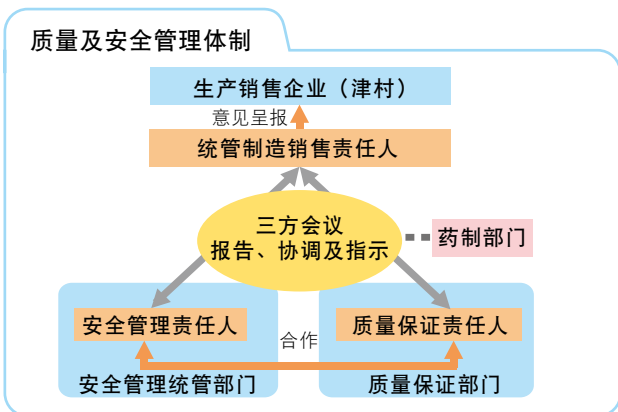 质量及安全管理体制
生产销售企业（津村）
意见呈报
统管制造销售责任人
三方会议
报告、协调及指示
药制部门
安全管理责任人
质量保证责任人
合作
安全管理统管部门
质量保证部门